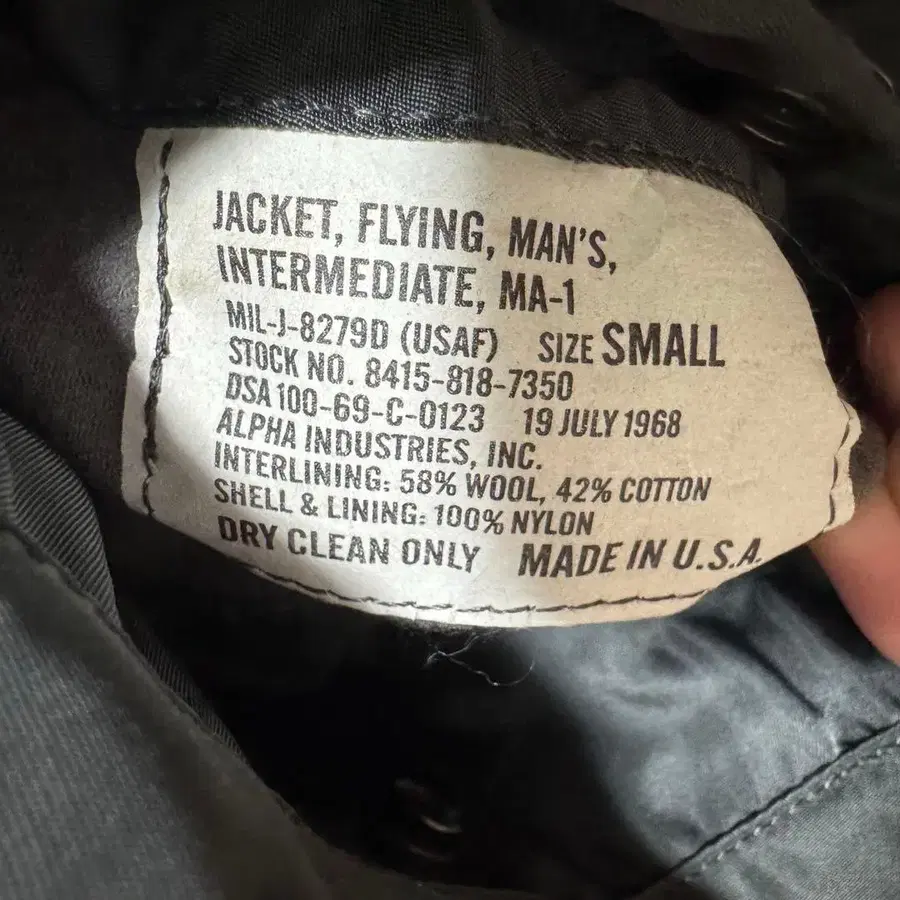 JACKET, FLYING, MAN'S,
INTERMEDIATE, MA-1
MIL-J-8279D (USAF) SIZE SMALL
STOCK NO. 8415-818-7350
DSA 100-69-C-0123 19 JULY 1968
ALPHA INDUSTRIES, INC.
INTERLINING: 58% WOOL, 42% COTTON
SHELL & LINING: 100% NYLON
DRY CLEAN ONLY MADE IN U.S.A.